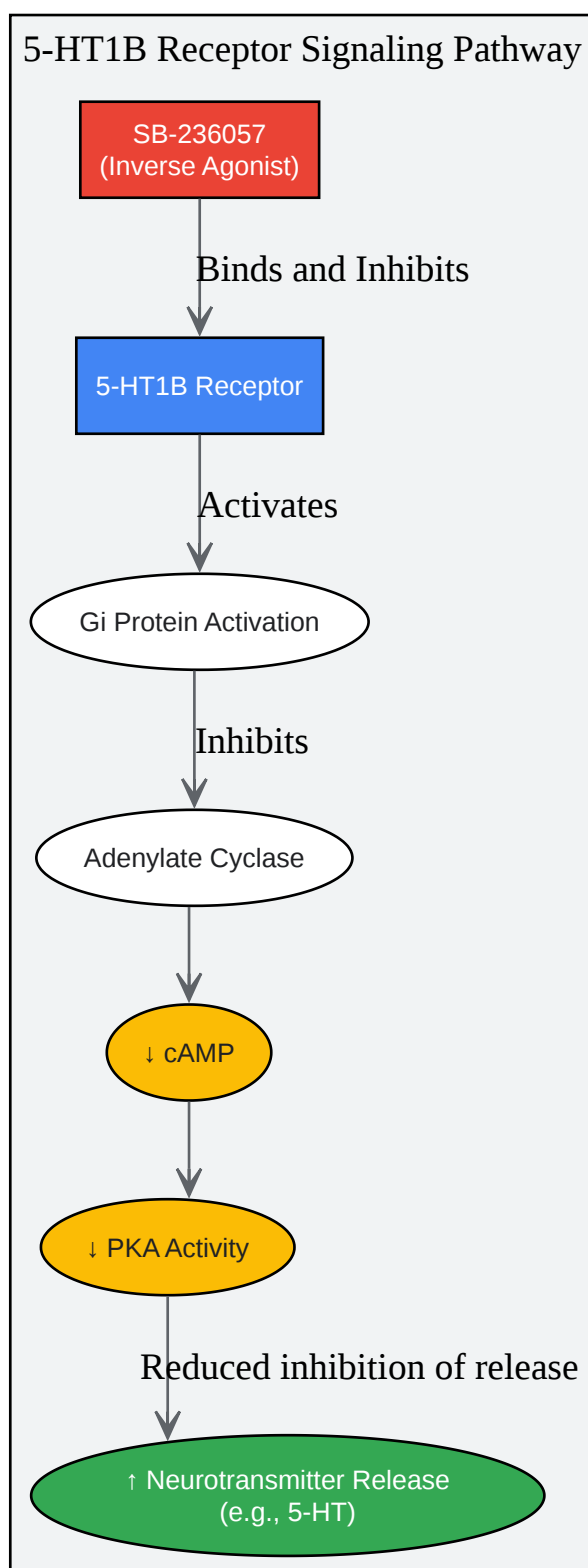 5-HT1B Receptor Signaling Pathway
SB-236057
(Inverse Agonist)
Binds and Inhibits
5-HT1B Receptor
Activates
Gi Protein Activation
Inhibits
Adenylate Cyclase
↓ cAMP
↓ PKA Activity
Reduced inhibition of release
↑ Neurotransmitter Release
(e.g., 5-HT)